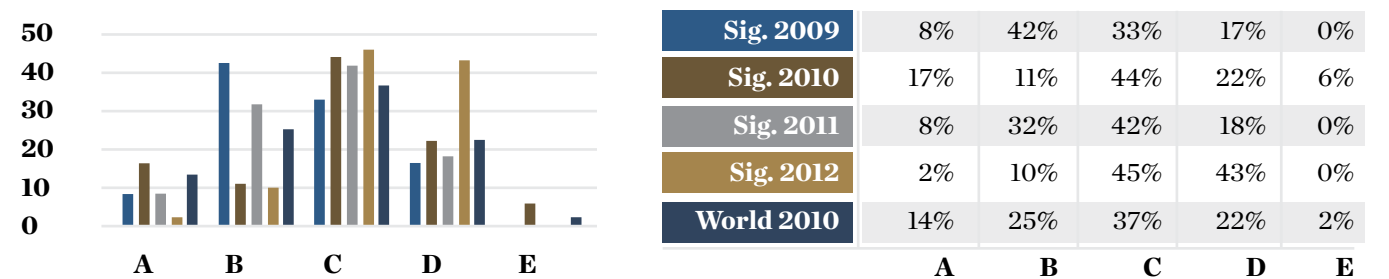 50
40
30
20
10
0
A B C D E
Sig. 2009 8% 42% 33% 17% 0%
Sig. 2010 17% 11% 44% 22% 6%
Sig. 2011 8% 32% 42% 18% 0%
Sig. 2012 2% 10% 45% 43% 0%
World 2010 14% 25% 37% 22% 2%
A B C D E